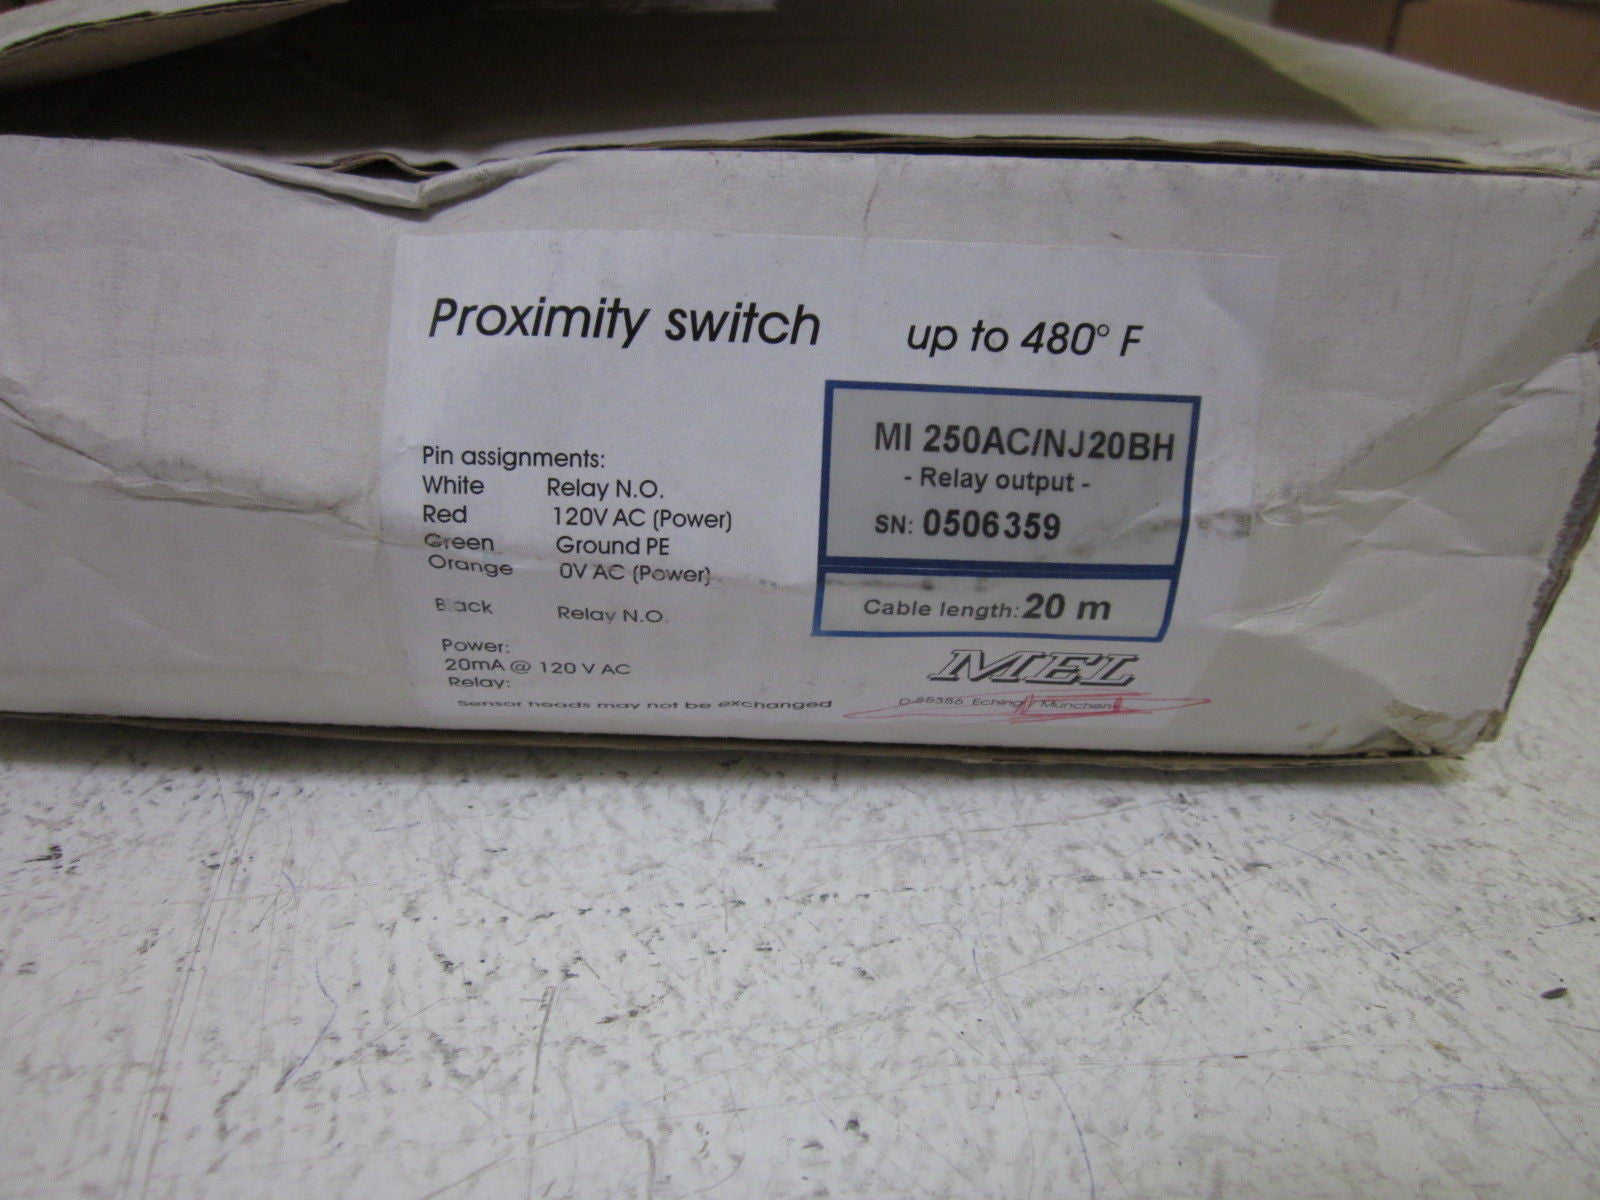 Proximity switch up to 480° F
MI 250AC/NJ20BH
- Relay output -
SN: 0506359
Cable length: 20 m
Pin assignments:
White Relay N.O.
Red 120V AC (Power)
Green Ground PE
Orange 0V AC (Power)
Black Relay N.O.
Power:
20mA @ 120 V AC
Relay:
Sensor heads may not be exchanged
MEL
D-85386 Eching München